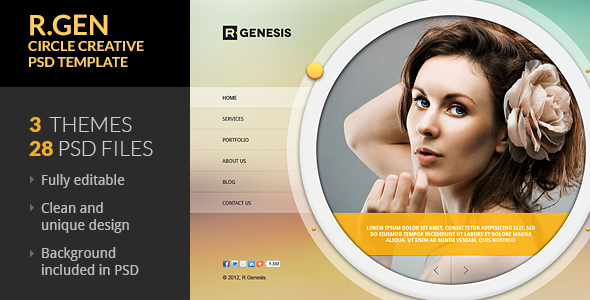 R.GEN
CIRCLE CREATIVE
PSD TEMPLATE
3 THEMES
28 PSD FILES
Fully editable
Clean and
unique design
Background
included in PSD
R.GENESIS
HOME
SERVICES
PORTFOLIO
ABOUT US
BLOG
CONTACT US
LOREM IPSUM DOLOR SIT AMET, CONSECTETUR ADIPISICING ELIT, SED
DO EIUSMOD TEMPOR INCIDIDUNT UT LABORE ET DOLORE MAGNA
ALIQUA. UT ENIM AD MINIM VENIAM, QUIS NOSTRUD
1.5M
© 2012, R.Genesis.